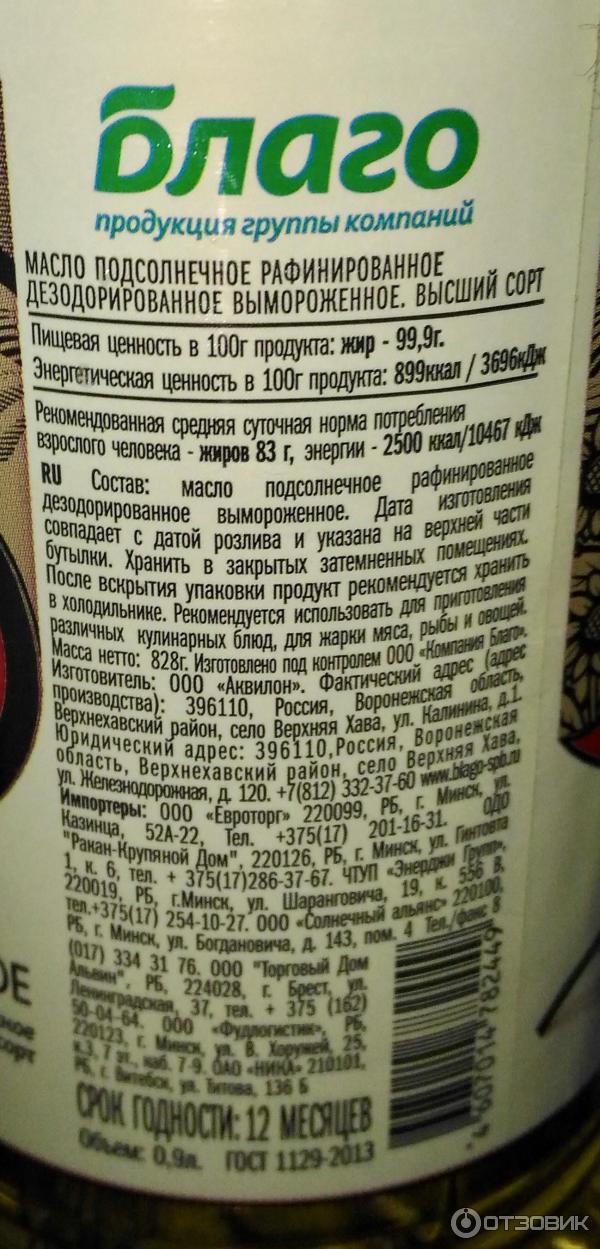 Благо
продукция группы компаний
МАСЛО ПОДСОЛНЕЧНОЕ РАФИНИРОВАННОЕ
ДЕЗОДОРИРОВАННОЕ ВЫМОРОЖЕННОЕ. ВЫСШИЙ СОРТ
Пищевая ценность в 100г продукта: жир - 99,9г.
Энергетическая ценность в 100г продукта: 899ккал / 3696кДж
Рекомендованная средняя суточная норма потребления
взрослого человека - жиров 83 г, энергии - 2500 ккал/10467 кДж
RU Состав: масло подсолнечное рафинированное
дезодорированное вымороженное. Дата изготовления
совпадает с датой розлива и указана на верхней части
бутылки. Хранить в закрытых затемненных помещениях.
После вскрытия упаковки продукт рекомендуется хранить
в холодильнике. Рекомендуется использовать для приготовления
различных кулинарных блюд, для жарки мяса, рыбы и овощей.
Масса нетто: 828г. Изготовлено под контролем ООО «Компания Благо».
Изготовитель: ООО «Аквилон». Фактический адрес (адрес
производства): 396110, Россия, Воронежская область,
Верхнехавский район, село Верхняя Хава, ул. Калинина, д.1.
Юридический адрес: 396110,Россия, Воронежская
область, Верхнехавский район, село Верхняя Хава,
ул. Железнодорожная, д. 120. +7(812) 332-37-60 www.blago-spb.ru
Импортеры: ООО «Евроторг» 220099, РБ, г. Минск, ул.
Казинца, 52А-22, Тел. +375(17) 201-16-31. ОДО
"Ракан-Крупяной Дом", 220126, РБ, г. Минск, ул. Гинтовта
1, к. 6, тел. + 375(17)286-37-67. ЧТУП «Энерджи Групп»,
220019, РБ, г.Минск, ул. Шаранговича, 19, к. 556 В,
тел.+375(17) 254-10-27. ООО «Солнечный альянс» 220100,
РБ, г. Минск, ул. Богдановича, д. 143, пом. 4 Тел./факс 8
(017) 334 31 76. ООО "Торговый Дом
Альвин", РБ, 224028, г. Брест, ул.
Ленинградская, 37, тел. + 375 (162)
50-04-64. ООО «Фудлогистик», РБ,
220123, г. Минск, ул. В. Хоружей, 25,
к.3, 7 эт., каб. 7-9. ОАО «НИКА» 210101,
РБ, г. Витебск, ул. Титова, 136 Б
СРОК ГОДНОСТИ: 12 МЕСЯЦЕВ
Объем: 0,9л. ГОСТ 1129-2013
4607014782449
ОТЗОВИК